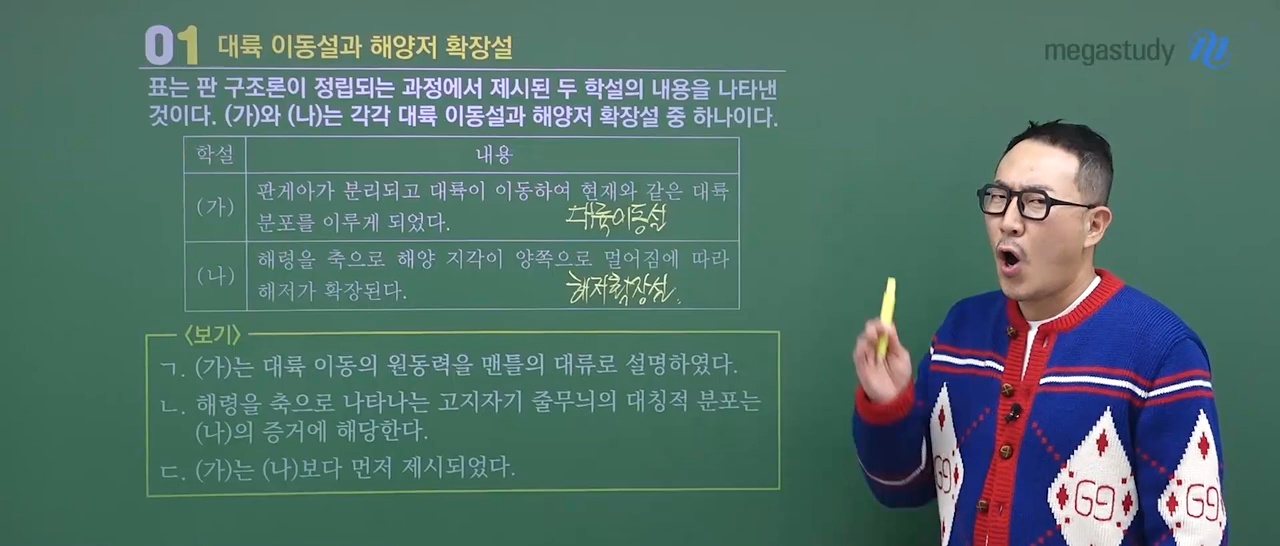 01 대륙 이동설과 해양저 확장설
megastudy
표는 판 구조론이 정립되는 과정에서 제시된 두 학설의 내용을 나타낸
것이다. (가)와 (나)는 각각 대륙 이동설과 해양저 확장설 중 하나이다.
학설 내용
(가) 판게아가 분리되고 대륙이 이동하여 현재와 같은 대륙
분포를 이루게 되었다. 대륙이동설
(나) 해령을 축으로 해양 지각이 양쪽으로 멀어짐에 따라
해저가 확장된다. 해저확장설.
<보기>
ㄱ. (가)는 대륙 이동의 원동력을 맨틀의 대류로 설명하였다.
ㄴ. 해령을 축으로 나타나는 고지자기 줄무늬의 대칭적 분포는
(나)의 증거에 해당한다.
ㄷ. (가)는 (나)보다 먼저 제시되었다.
G9 G9 G9